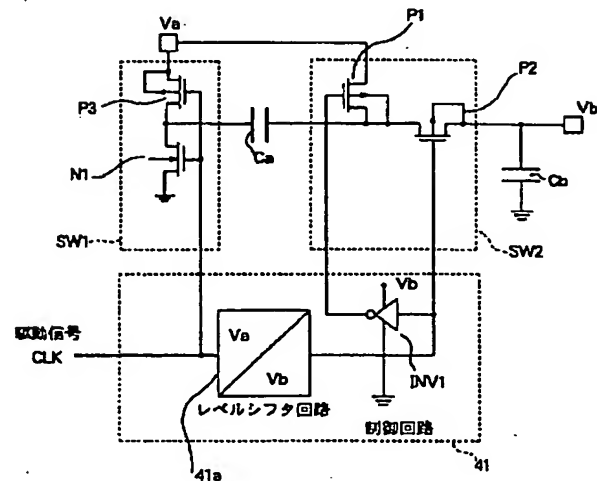 Va
P1
P2
P3
Vb
Ca
N1
Cb
SW1
SW2
Vb
駆動信号
CLK
Va
Vb
INV1
レベルシフタ回路
制御回路
41a
41